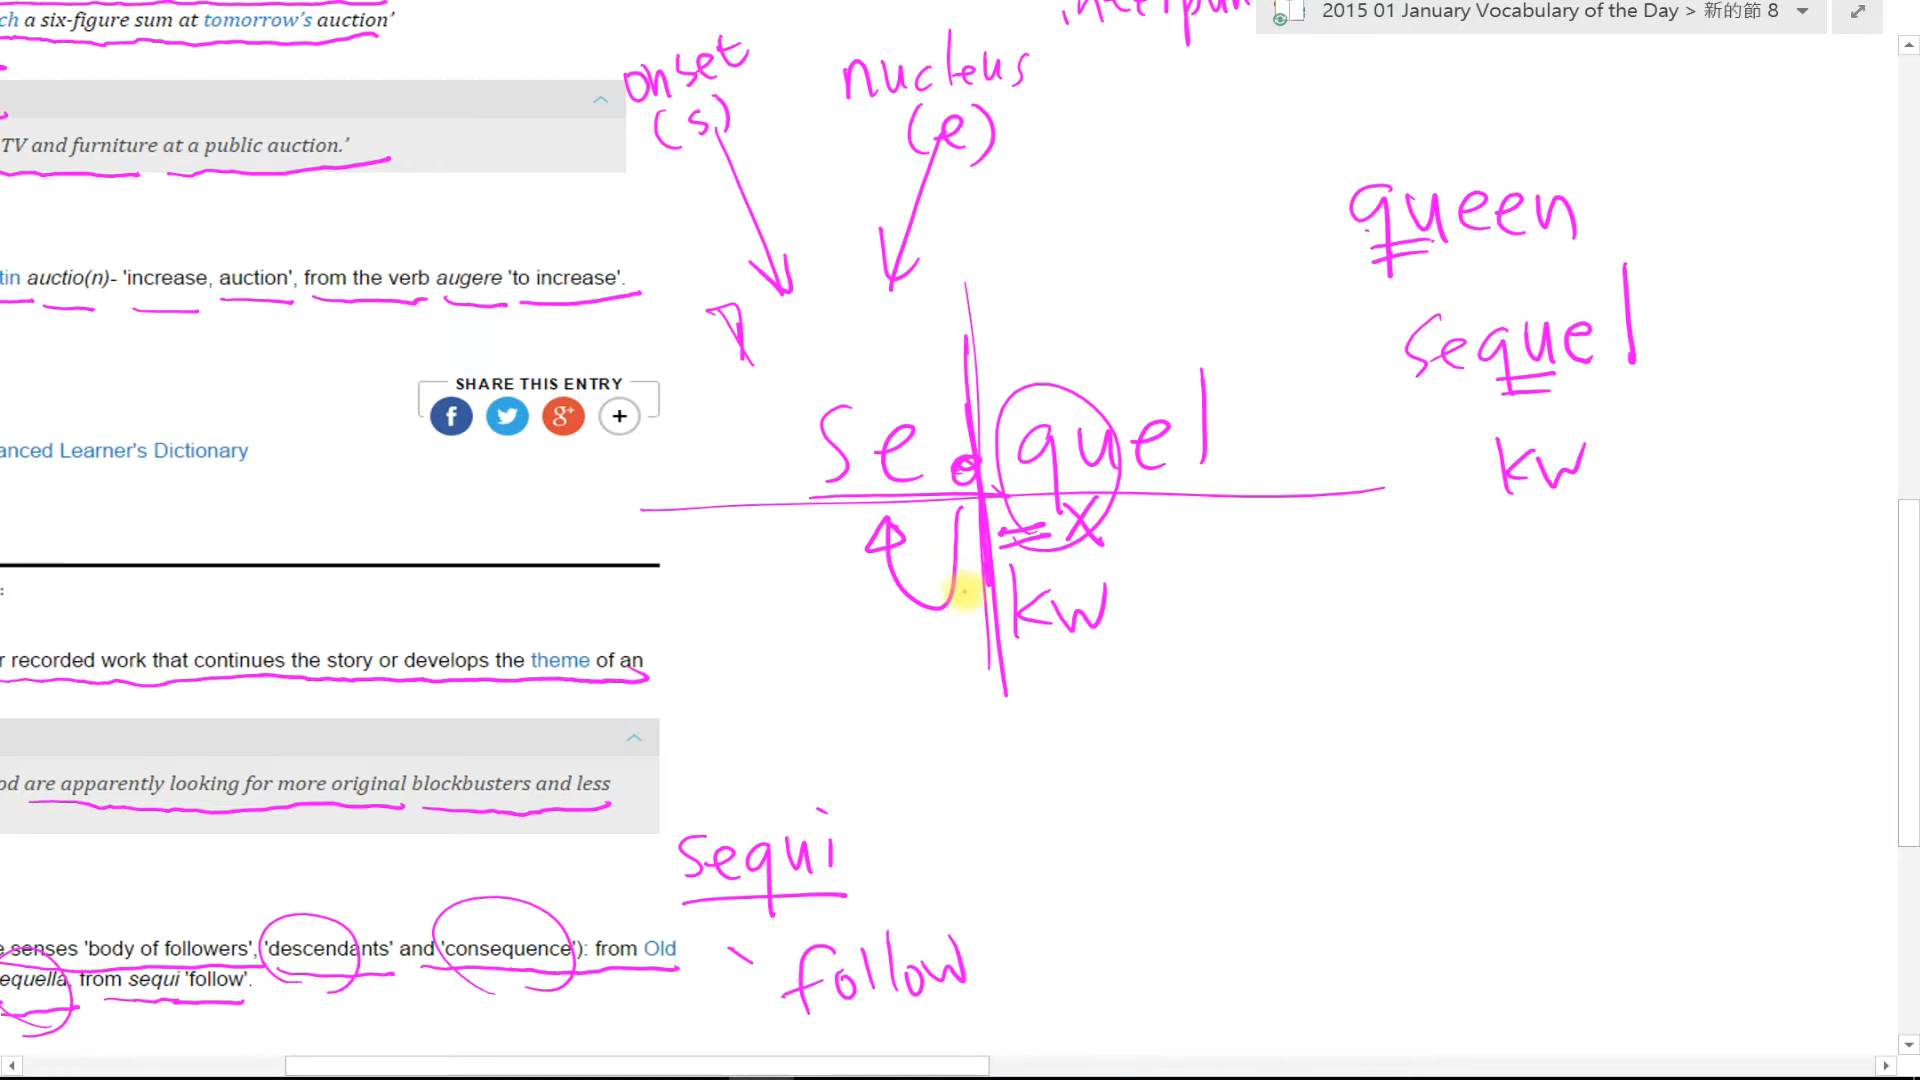 ch a six-figure sum at tomorrow's auction'
2015 01 January Vocabulary of the Day > 新的節 8
onset
(s)
nucleus
(e)
TV and furniture at a public auction.'
queen
tin auctio(n)- 'increase, auction', from the verb augere 'to increase'.
sequel
kw
SHARE THIS ENTRY
f g+ +
anced Learner's Dictionary
se quel
= x
kw
:
r recorded work that continues the story or develops the theme of an
od are apparently looking for more original blockbusters and less
sequi
follow
e senses 'body of followers', 'descendants' and 'consequence'): from Old
equella, from sequi 'follow'.